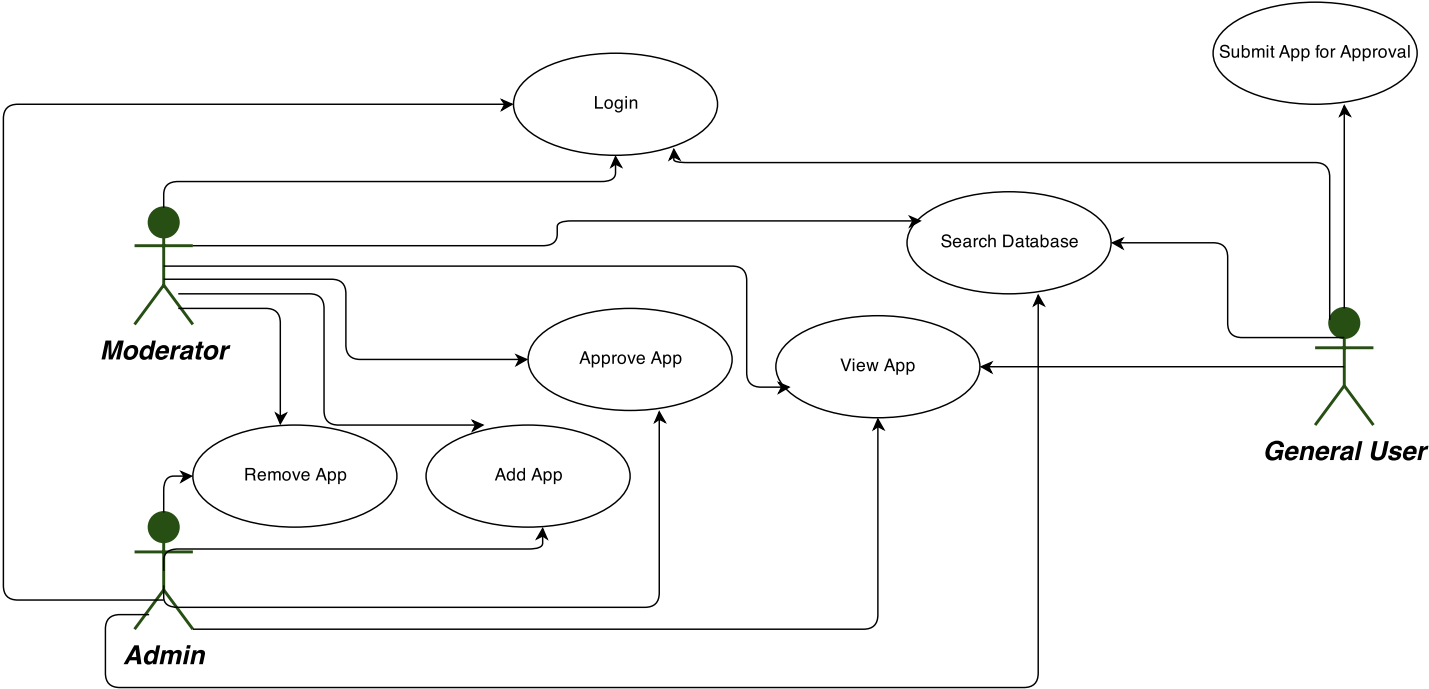 Submit App for Approval
Login
Search Database
Moderator
Approve App
View App
General User
Remove App
Add App
Admin